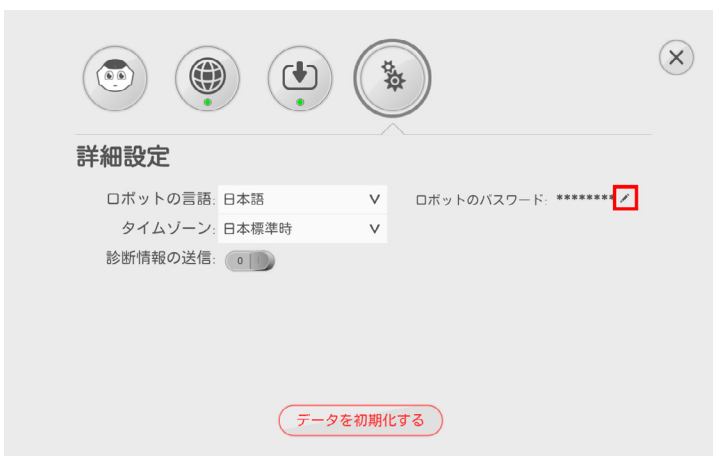 詳細設定
ロボットの言語: 日本語 V
ロボットのパスワード: ********
タイムゾーン: 日本標準時 V
診断情報の送信: 0
データを初期化する